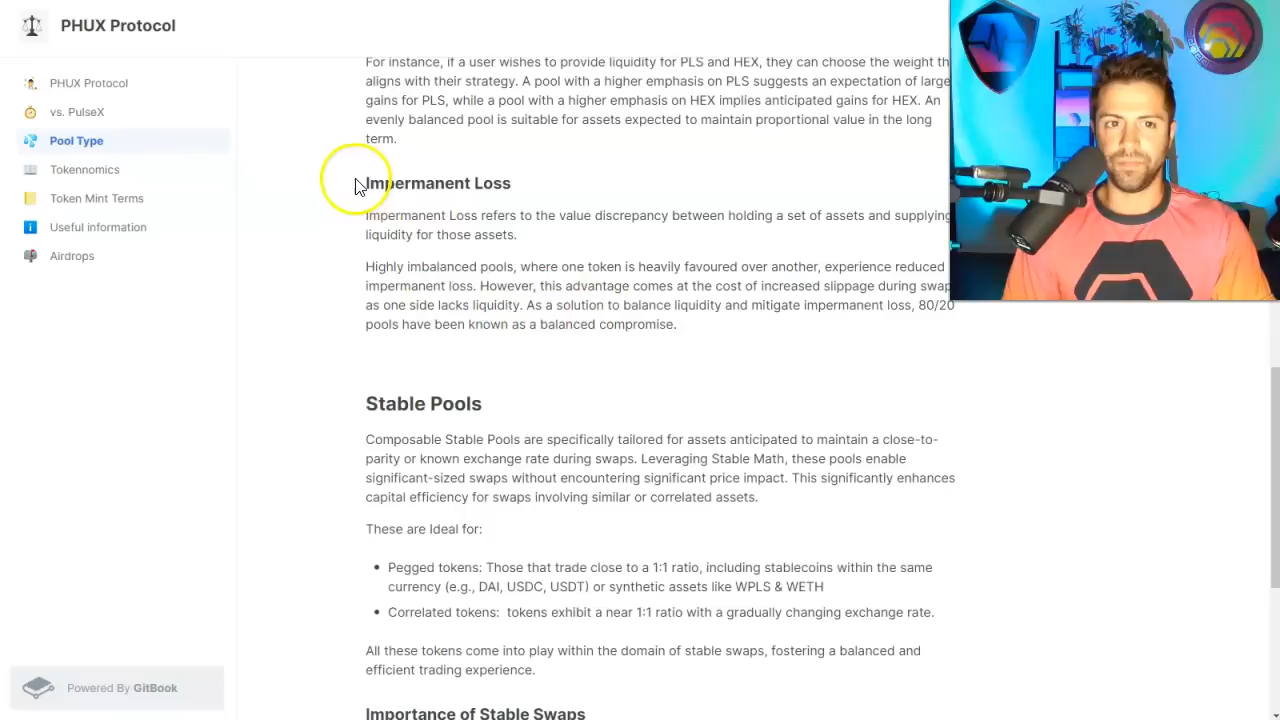 PHUX Protocol
PHUX Protocol
vs. PulseX
Pool Type
Tokennomics
Token Mint Terms
Useful information
Airdrops
Powered By GitBook
For instance, if a user wishes to provide liquidity for PLS and HEX, they can choose the weight th
aligns with their strategy. A pool with a higher emphasis on PLS suggests an expectation of large
gains for PLS, while a pool with a higher emphasis on HEX implies anticipated gains for HEX. An
evenly balanced pool is suitable for assets expected to maintain proportional value in the long
term.
Impermanent Loss
Impermanent Loss refers to the value discrepancy between holding a set of assets and supplying
liquidity for those assets.
Highly imbalanced pools, where one token is heavily favoured over another, experience reduced
impermanent loss. However, this advantage comes at the cost of increased slippage during swap
as one side lacks liquidity. As a solution to balance liquidity and mitigate impermanent loss, 80/20
pools have been known as a balanced compromise.
Stable Pools
Composable Stable Pools are specifically tailored for assets anticipated to maintain a close-to-
parity or known exchange rate during swaps. Leveraging Stable Math, these pools enable
significant-sized swaps without encountering significant price impact. This significantly enhances
capital efficiency for swaps involving similar or correlated assets.
These are Ideal for:
• Pegged tokens: Those that trade close to a 1:1 ratio, including stablecoins within the same
currency (e.g., DAI, USDC, USDT) or synthetic assets like WPLS & WETH
• Correlated tokens: tokens exhibit a near 1:1 ratio with a gradually changing exchange rate.
All these tokens come into play within the domain of stable swaps, fostering a balanced and
efficient trading experience.
Importance of Stable Swaps